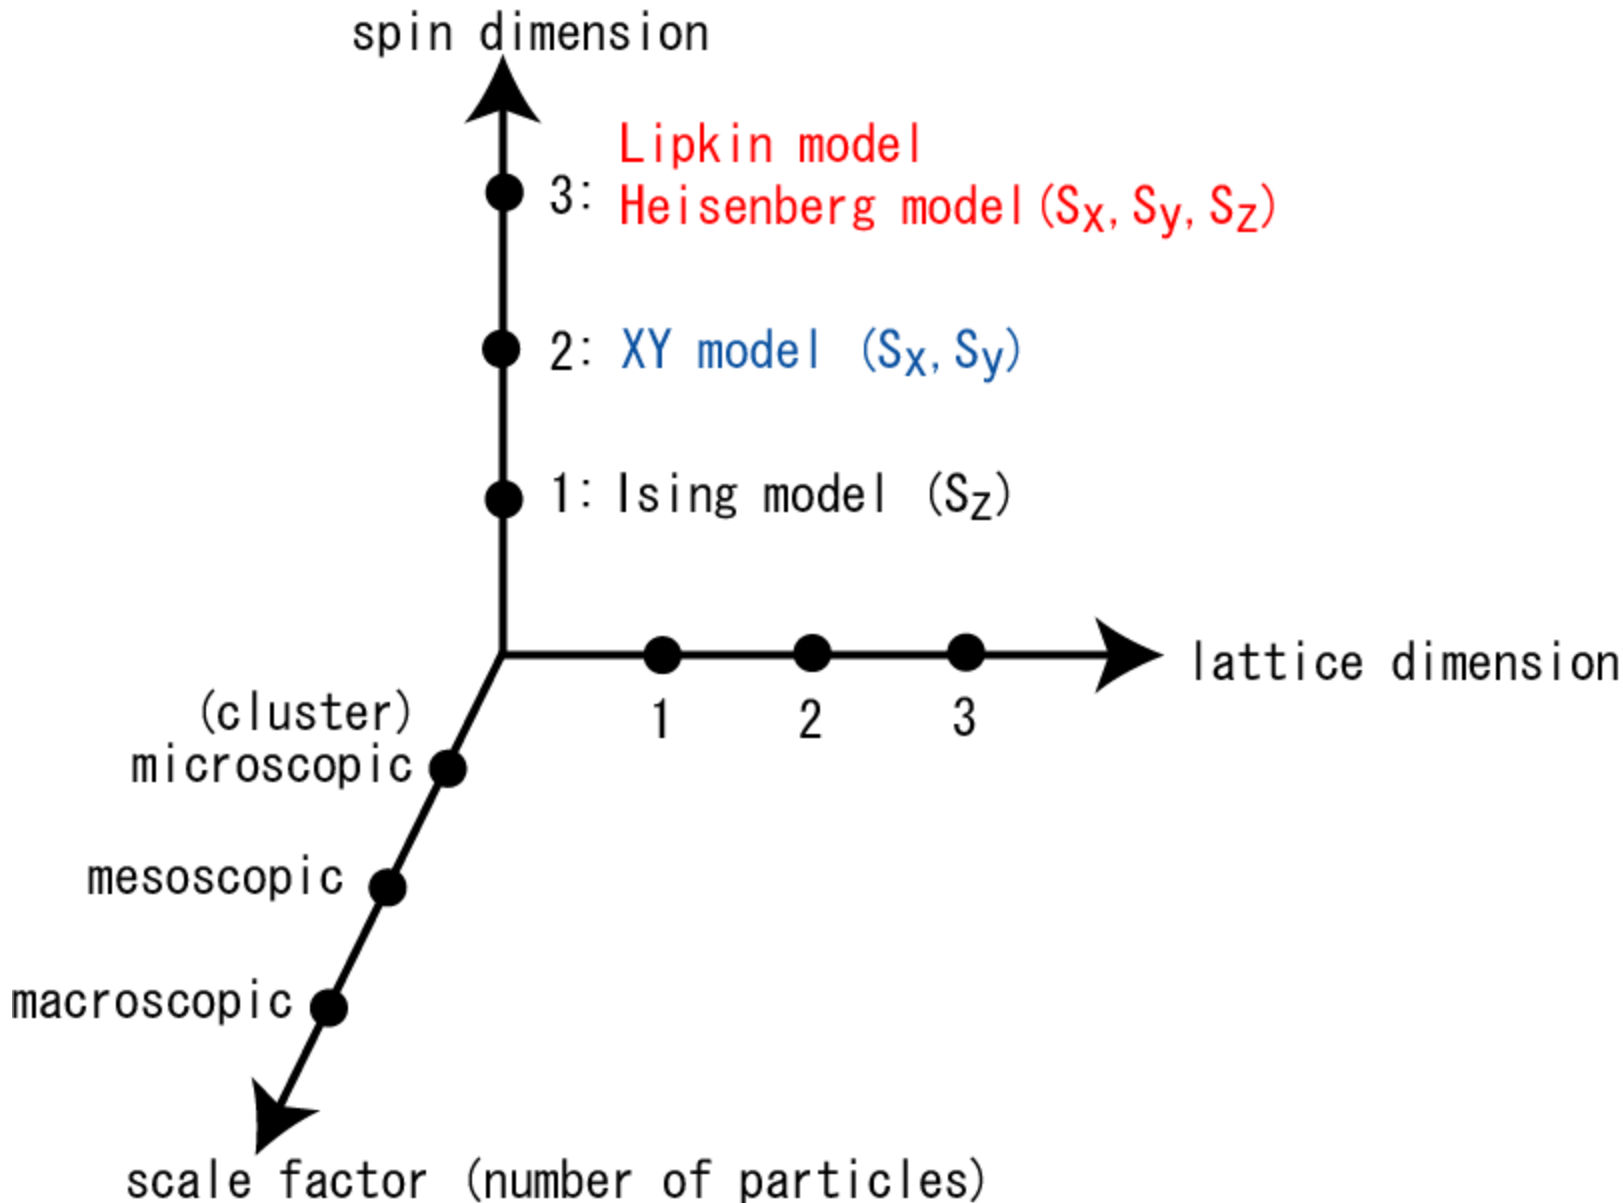 spin dimension
Lipkin model
3: Heisenberg model(Sx, Sy, Sz)
2: XY model (Sx, Sy)
1: Ising model (Sz)
lattice dimension
1 2 3
(cluster)
microscopic
mesoscopic
macroscopic
scale factor (number of particles)